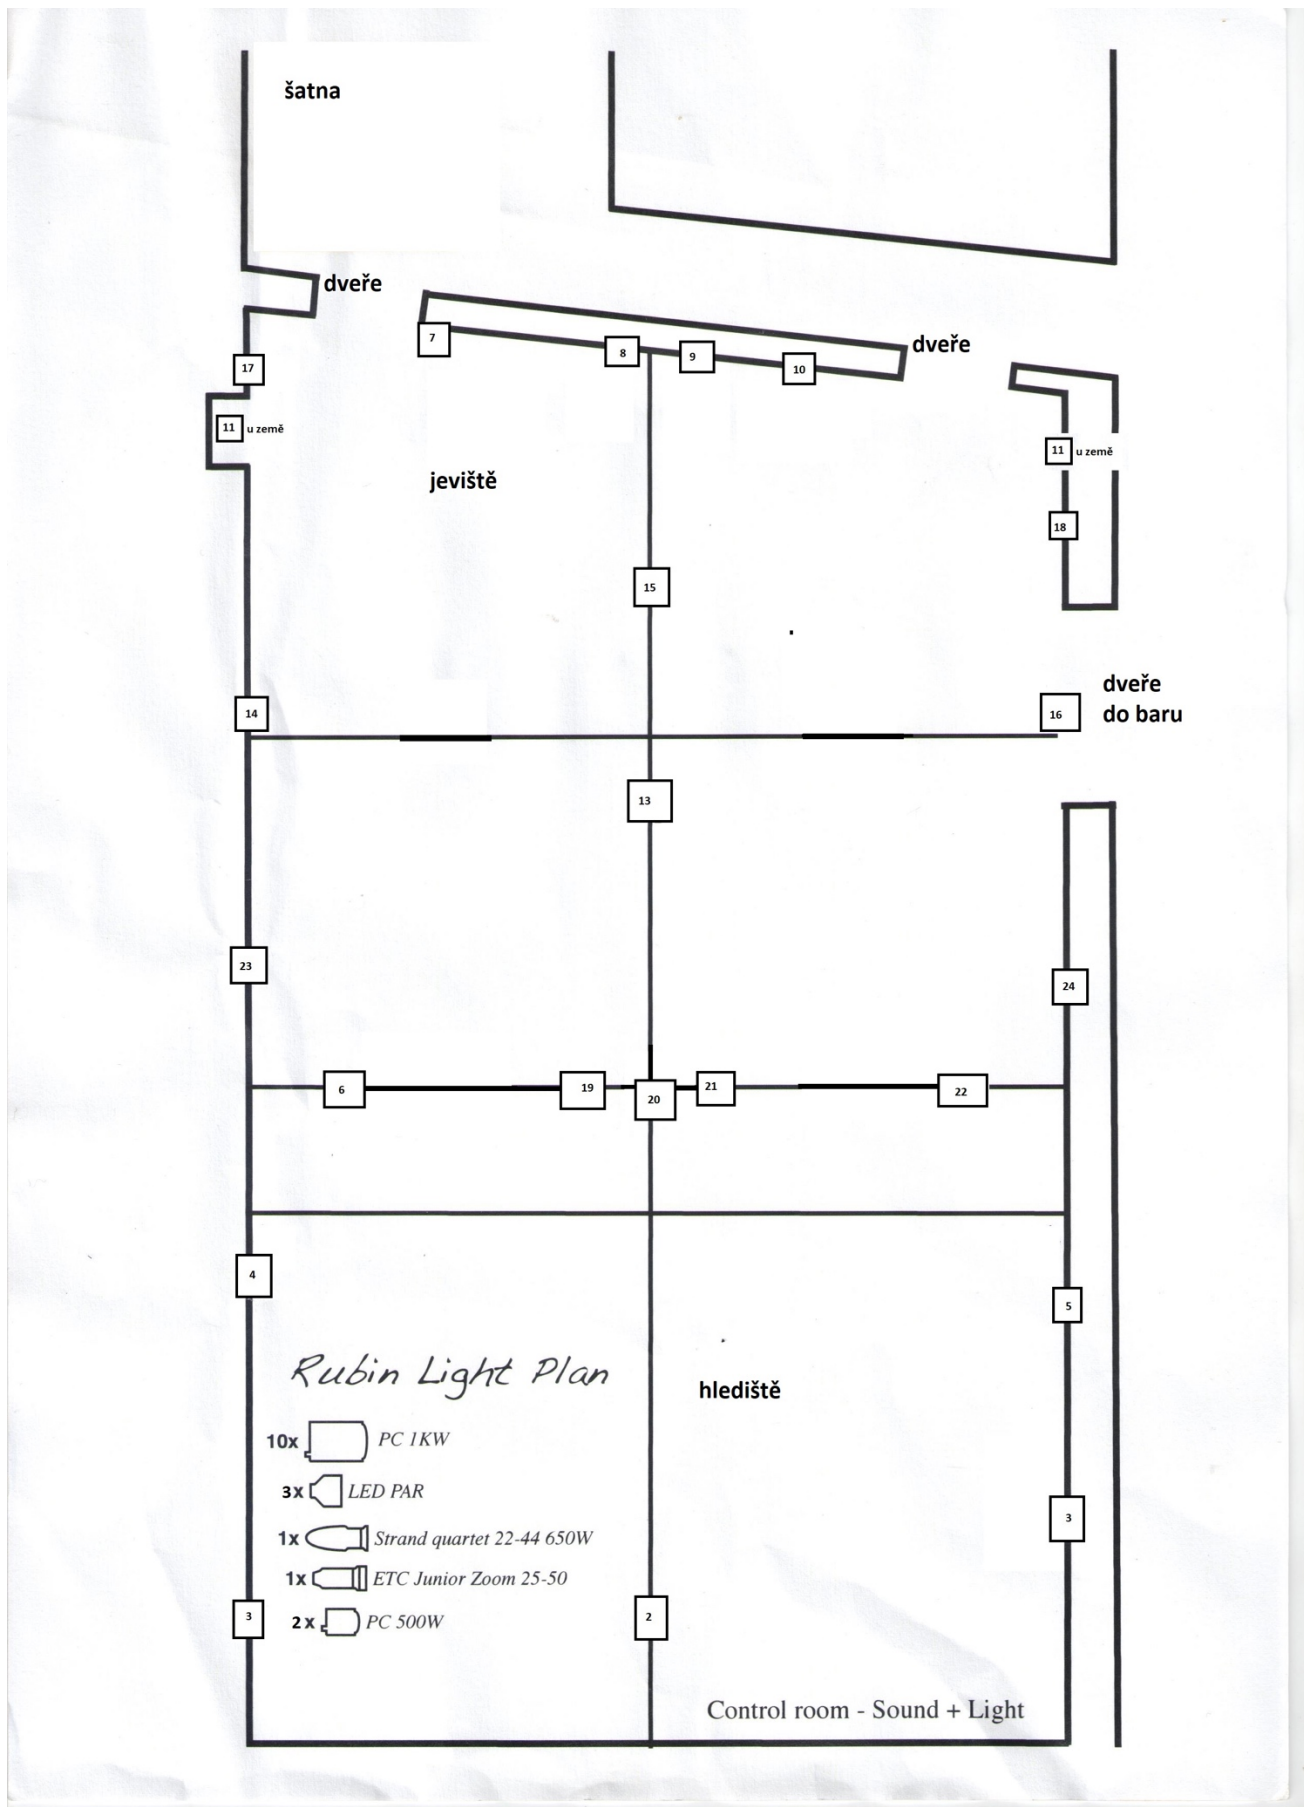 šatna
dveře
7
8
9
10
dveře
17
11 u země
11 u země
jeviště
18
15
14
16
dveře
do baru
13
23
24
6
19
20
21
22
4
5
Rubin Light Plan
hlediště
10x PC 1KW
3x LED PAR
1x Strand quartet 22-44 650W
1x ETC Junior Zoom 25-50
2x PC 500W
3
3
2
Control room - Sound + Light